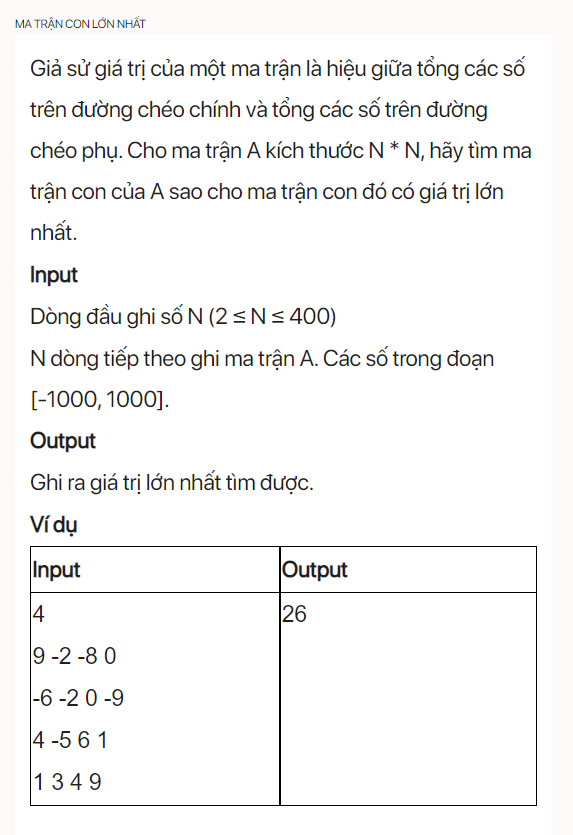 MA TRẬN CON LỚN NHẤT
Giả sử giá trị của một ma trận là hiệu giữa tổng các số
trên đường chéo chính và tổng các số trên đường
chéo phụ. Cho ma trận A kích thước N * N, hãy tìm ma
trận con của A sao cho ma trận con đó có giá trị lớn
nhất.
Input
Dòng đầu ghi số N (2 ≤ N ≤ 400)
N dòng tiếp theo ghi ma trận A. Các số trong đoạn
[-1000, 1000].
Output
Ghi ra giá trị lớn nhất tìm được.
Ví dụ
Input Output
4 26
9 -2 -8 0
-6 -2 0 -9
4 -5 6 1
1 3 4 9